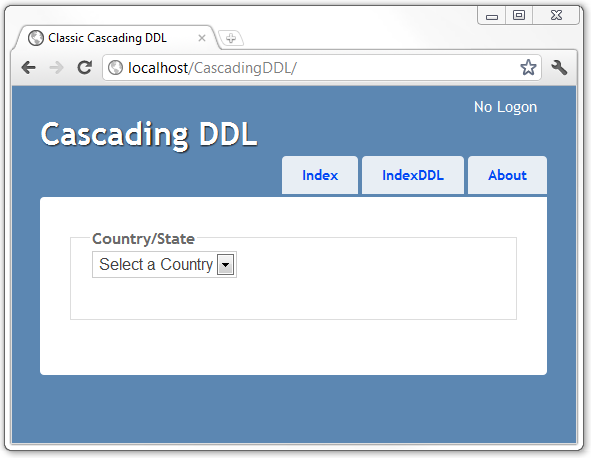 Classic Cascading DDL
localhost/CascadingDDL/
No Logon
Cascading DDL
Index
IndexDDL
About
Country/State
Select a Country